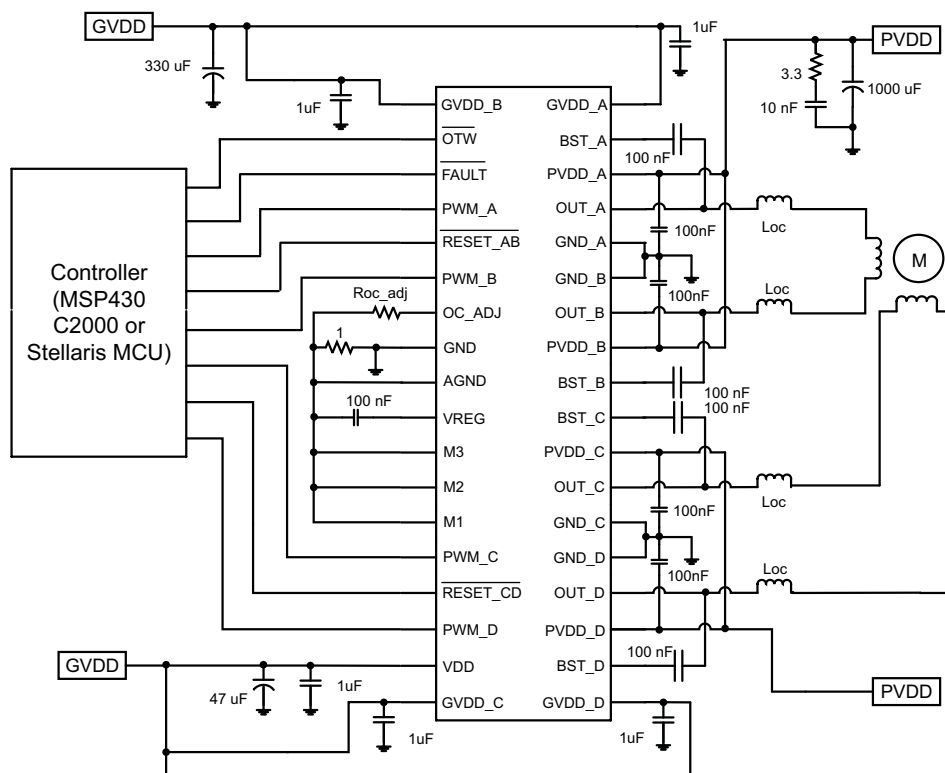 GVDD
1uF
PVDD
330 uF
3.3
1000 uF
1uF
10 nF
GVDD_B
GVDD_A
OTW
BST_A
100 nF
FAULT
PVDD_A
PWM_A
OUT_A
100nF
Loc
RESET_AB
GND_A
Controller
(MSP430
C2000 or
Stellaris MCU)
M
PWM_B
GND_B
100nF
Roc_adj
Loc
OC_ADJ
OUT_B
1
GND
PVDD_B
AGND
BST_B
100 nF
100 nF
100 nF
VREG
BST_C
M3
PVDD_C
M2
OUT_C
Loc
100nF
M1
GND_C
PWM_C
GND_D
100nF
Loc
RESET_CD
OUT_D
PWM_D
PVDD_D
100 nF
GVDD
VDD
BST_D
47 uF
1uF
PVDD
GVDD_C
GVDD_D
1uF
1uF